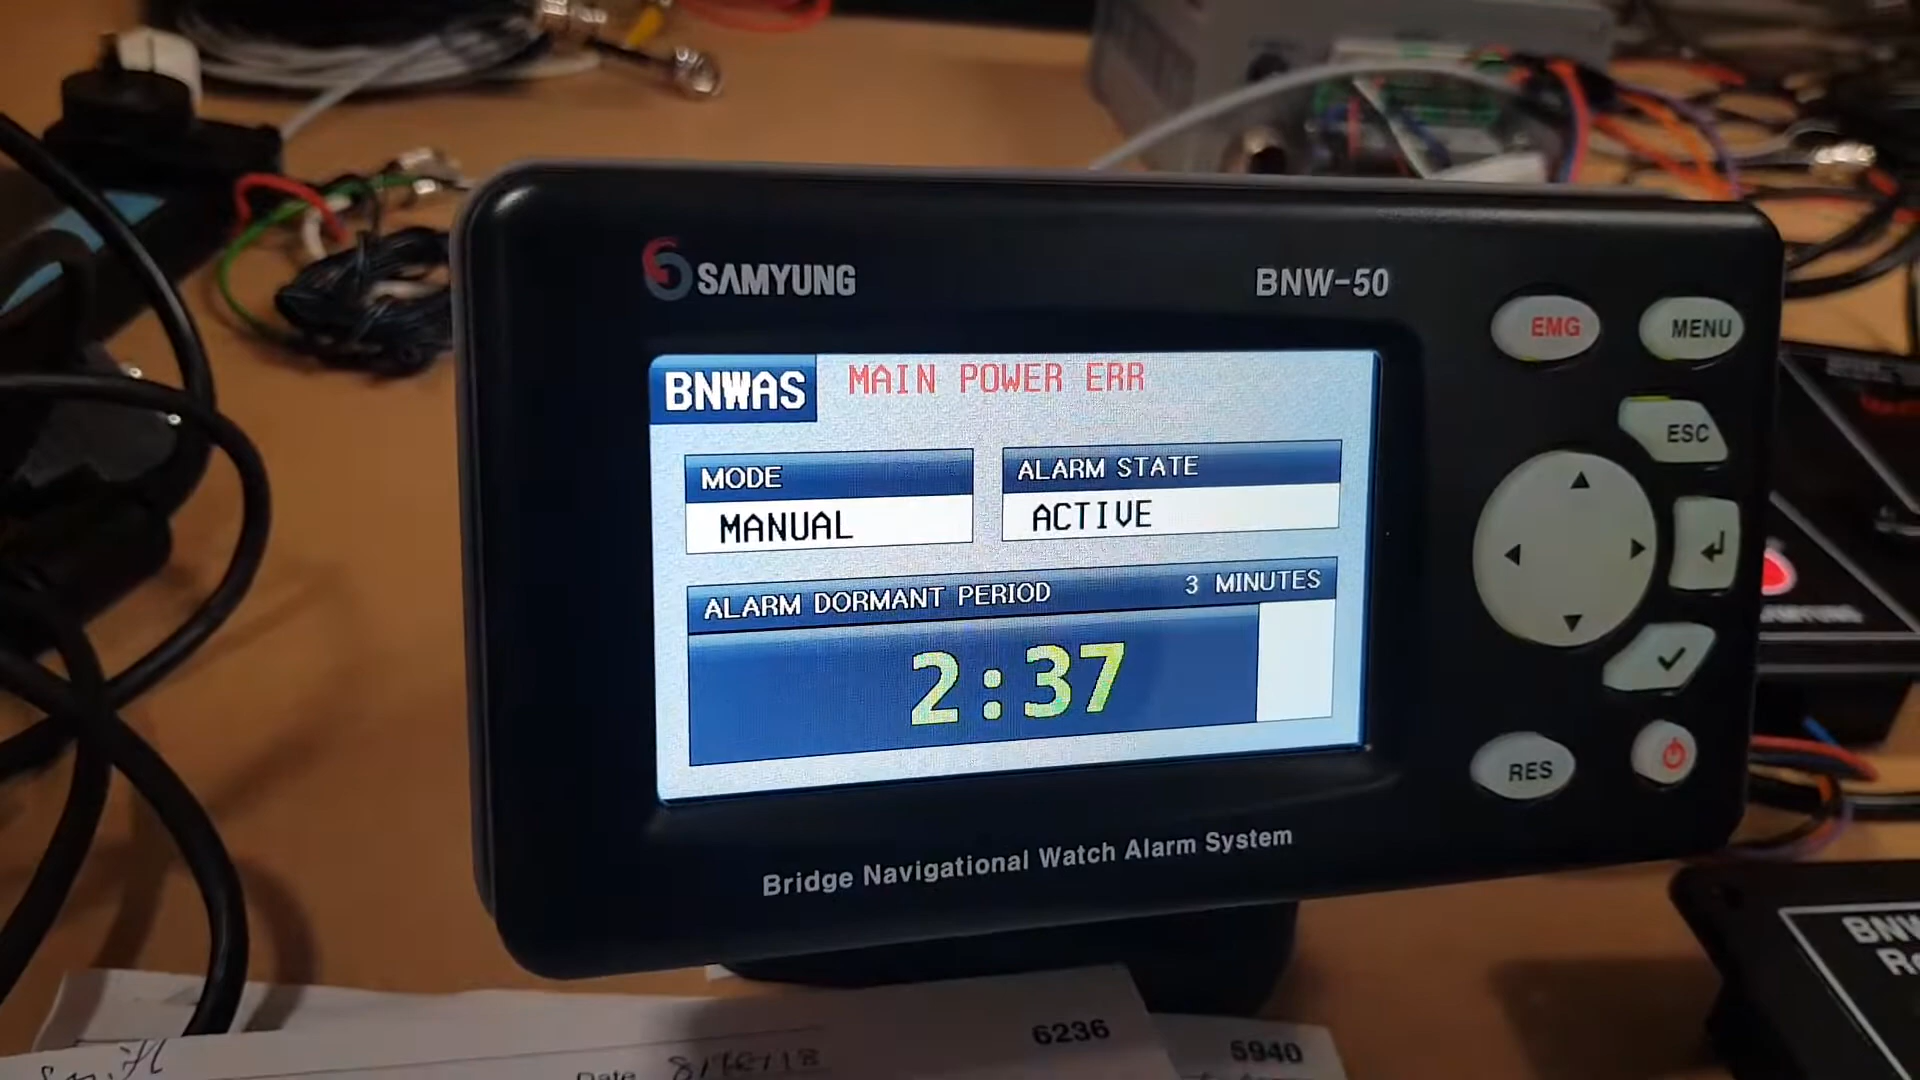 SAMYUNG
BNW-50
EMG
MENU
BNWAS
MAIN POWER ERR
ESC
MODE
ALARM STATE
MANUAL
ACTIVE
ALARM DORMANT PERIOD
3 MINUTES
2:37
RES
Bridge Navigational Watch Alarm System
SAMYUNG
6236
5940
Date